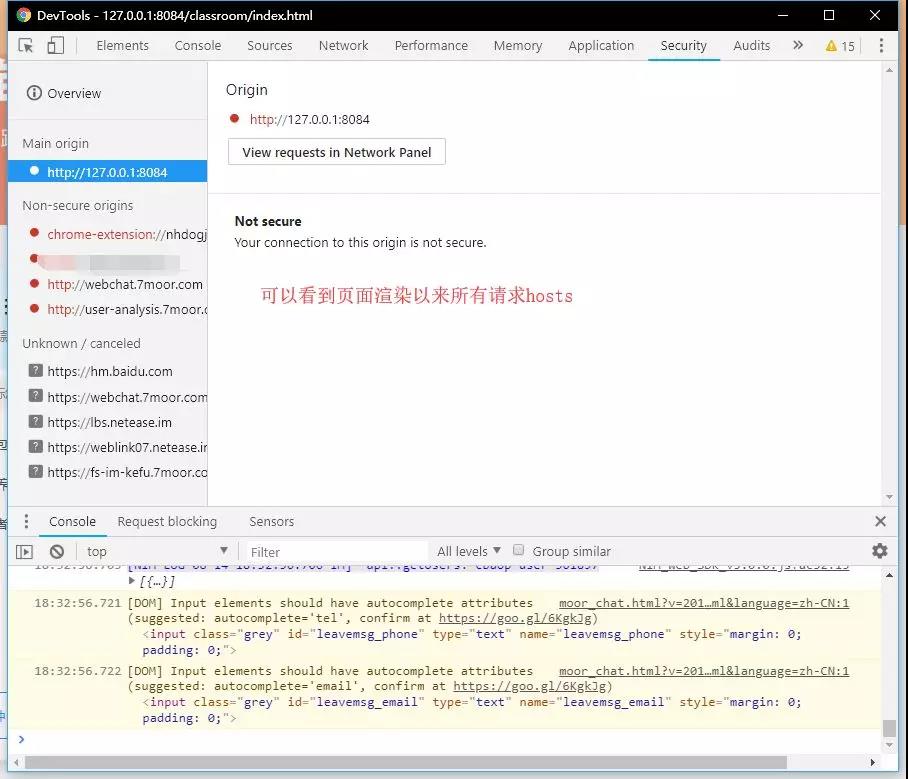 DevTools - 127.0.0.1:8084/classroom/index.html
Elements Console Sources Network Performance Memory Application Security Audits » 15
Overview
Main origin
http://127.0.0.1:8084
Non-secure origins
chrome-extension://nhdogj
http://webchat.7moor.com
http://user-analysis.7moor.c
Unknown / canceled
https://hm.baidu.com
https://webchat.7moor.com
https://lbs.netease.im
https://weblink07.netease.ir
https://fs-im-kefu.7moor.co
Origin
http://127.0.0.1:8084
View requests in Network Panel
Not secure
Your connection to this origin is not secure.
可以看到页面渲染以来所有请求hosts
Console Request blocking Sensors
top Filter All levels Group similar
[{…}]
18:32:56.721 [DOM] Input elements should have autocomplete attributes moor_chat.html?v=201…ml&language=zh-CN:1
(suggested: autocomplete='tel', confirm at https://goo.gl/6KgkJg)
<input class="grey" id="leavemsg_phone" type="text" name="leavemsg_phone" style="margin: 0;
padding: 0;">
18:32:56.722 [DOM] Input elements should have autocomplete attributes moor_chat.html?v=201…ml&language=zh-CN:1
(suggested: autocomplete='email', confirm at https://goo.gl/6KgkJg)
<input class="grey" id="leavemsg_email" type="text" name="leavemsg_email" style="margin: 0;
padding: 0;">